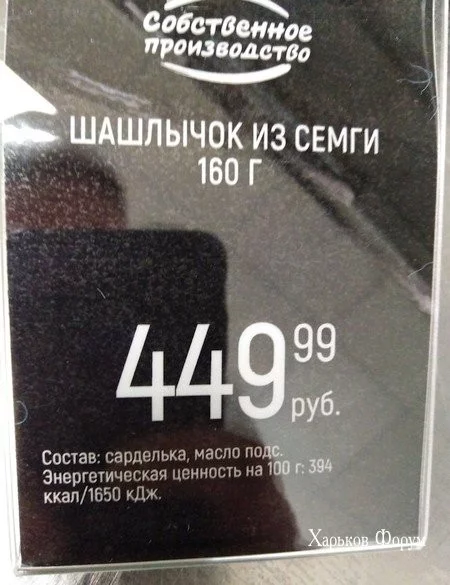 Собственное
производство
ШАШЛЫЧОК ИЗ СЕМГИ
160 Г
449 99
руб.
Состав: сарделька, масло подс.
Энергетическая ценность на 100 г: 394
ккал/1650 кДж.
Харьков Форум